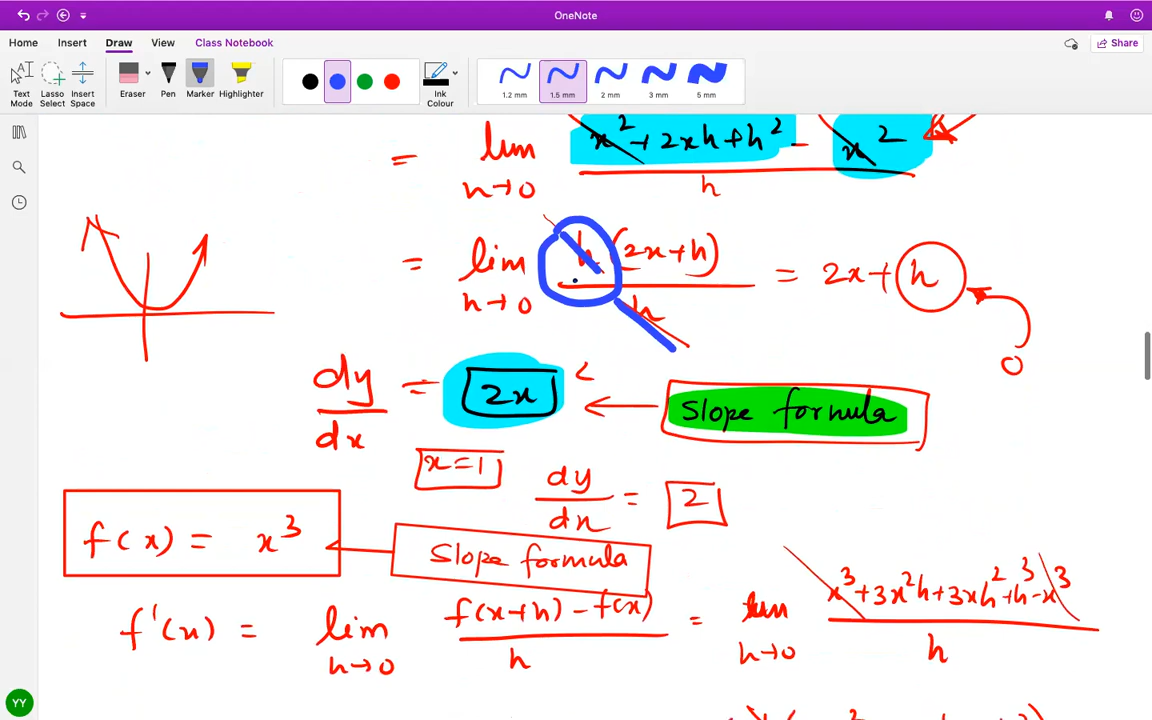 OneNote
Home Insert Draw View Class Notebook Share
Text Mode Lasso Select Insert Space Eraser Pen Marker Highlighter Ink Colour 1.2 mm 1.5 mm 2 mm 3 mm 5 mm
= lim h→0 x² + 2xh + h² - x² / h
= lim h→0 h (2x+h) / h = 2x+ h
0
dy/dx = 2x ← Slope formula
x=1 dy/dx = 2
f(x) = x³ ← Slope formula
f'(x) = lim h→0 f(x+h) - f(x) / h = lim h→0 x³+3x²h+3xh²+h³-x³ / h
YY